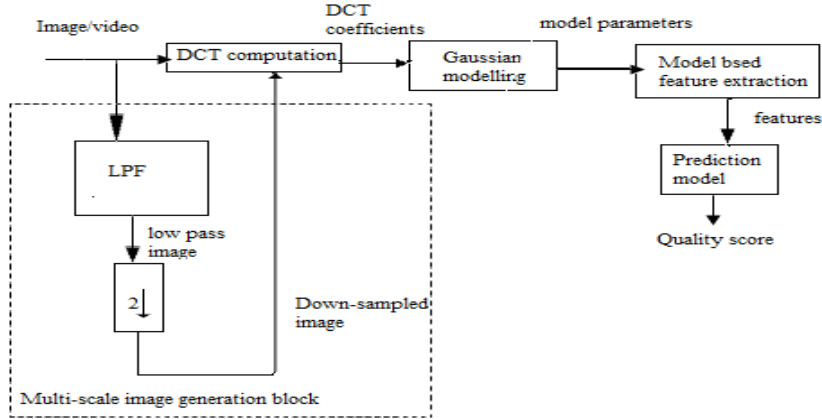 Image/video
DCT computation
DCT
coefficients
Gaussian
modelling
model parameters
Model bsed
feature extraction
features
Prediction
model
Quality score
LPF
low pass
image
2
Down-sampled
image
Multi-scale image generation block